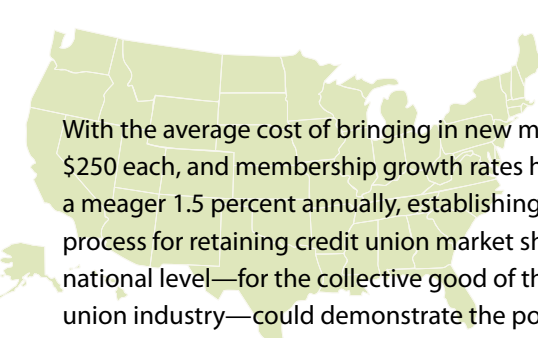 With the average cost of bringing in new m
$250 each, and membership growth rates h
a meager 1.5 percent annually, establishing
process for retaining credit union market sh
national level—for the collective good of th
union industry—could demonstrate the po